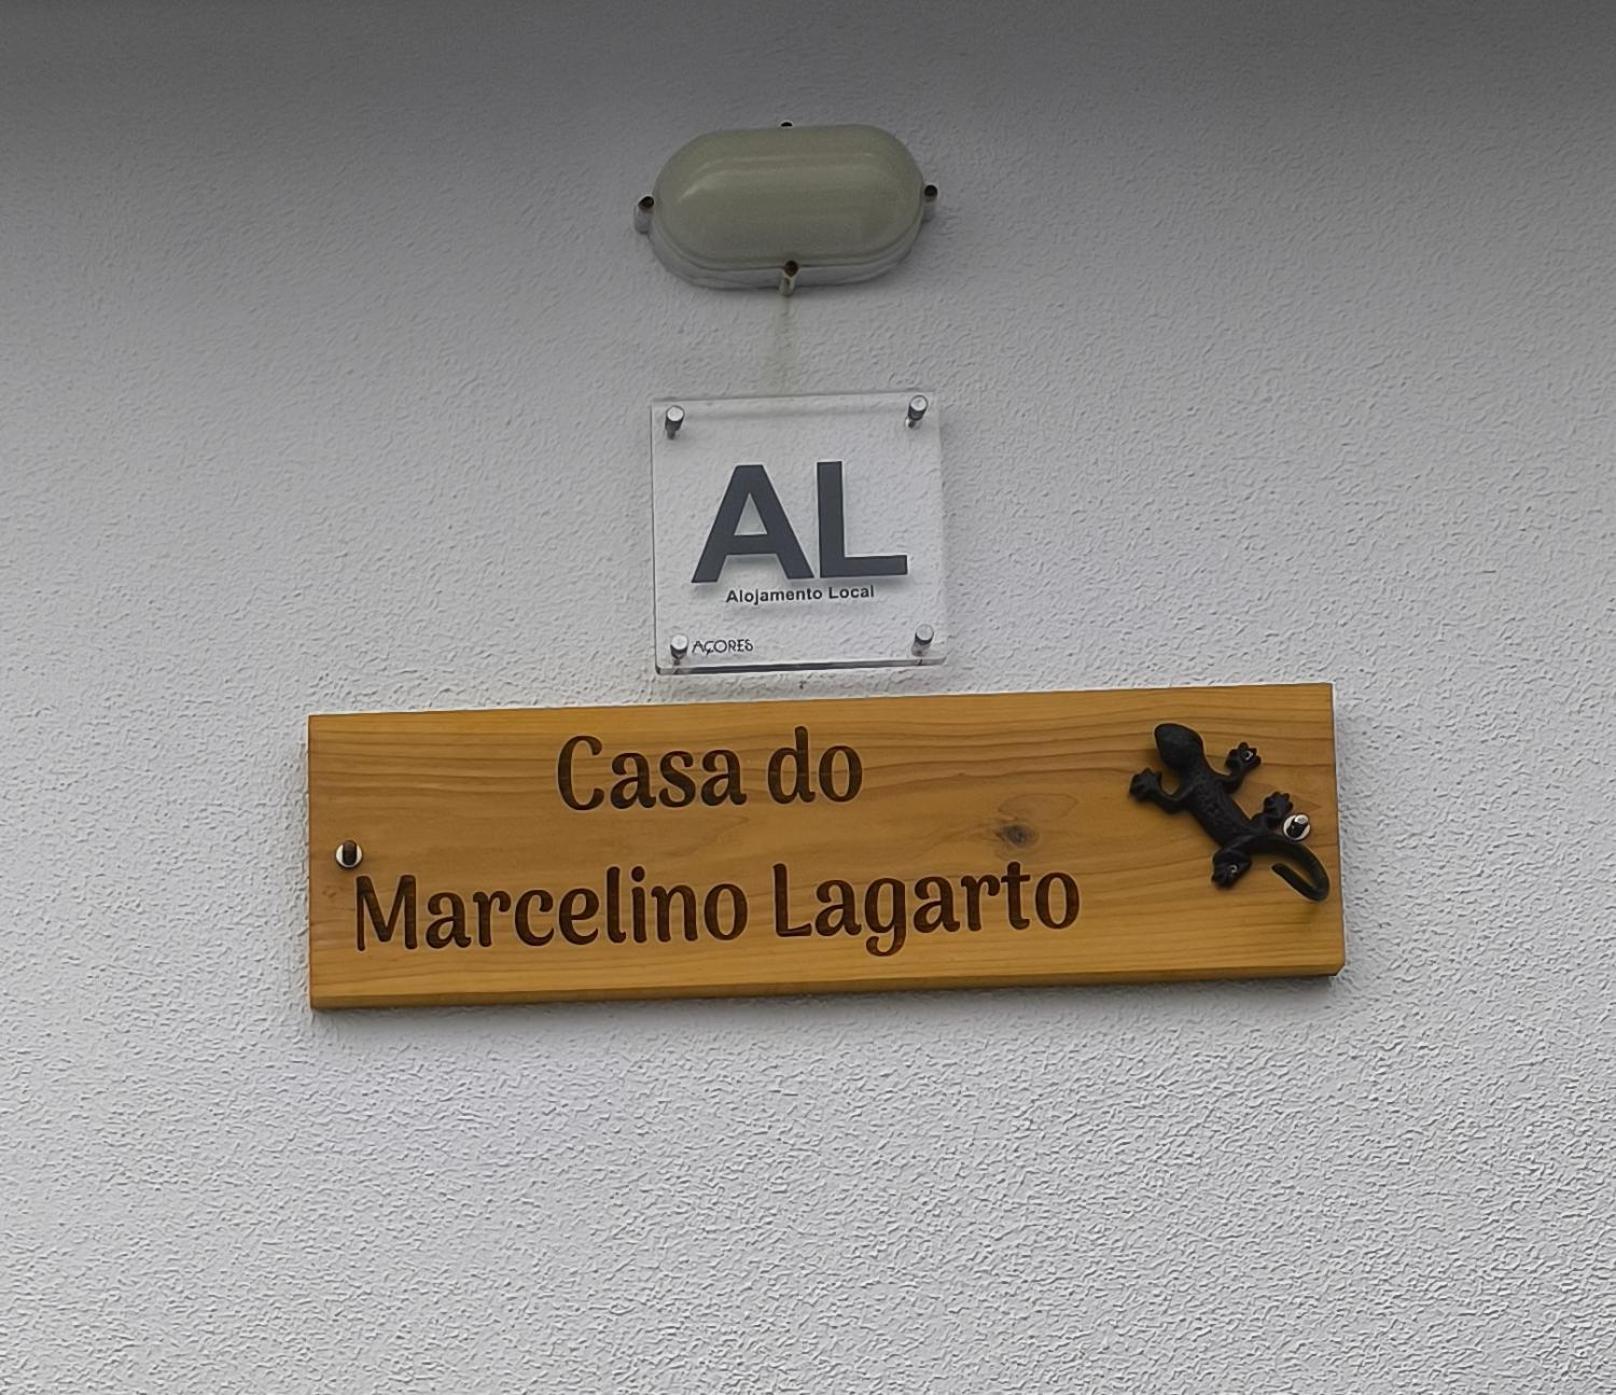 AL
Alojamento Local
AÇORES
Casa do
Marcelino Lagarto